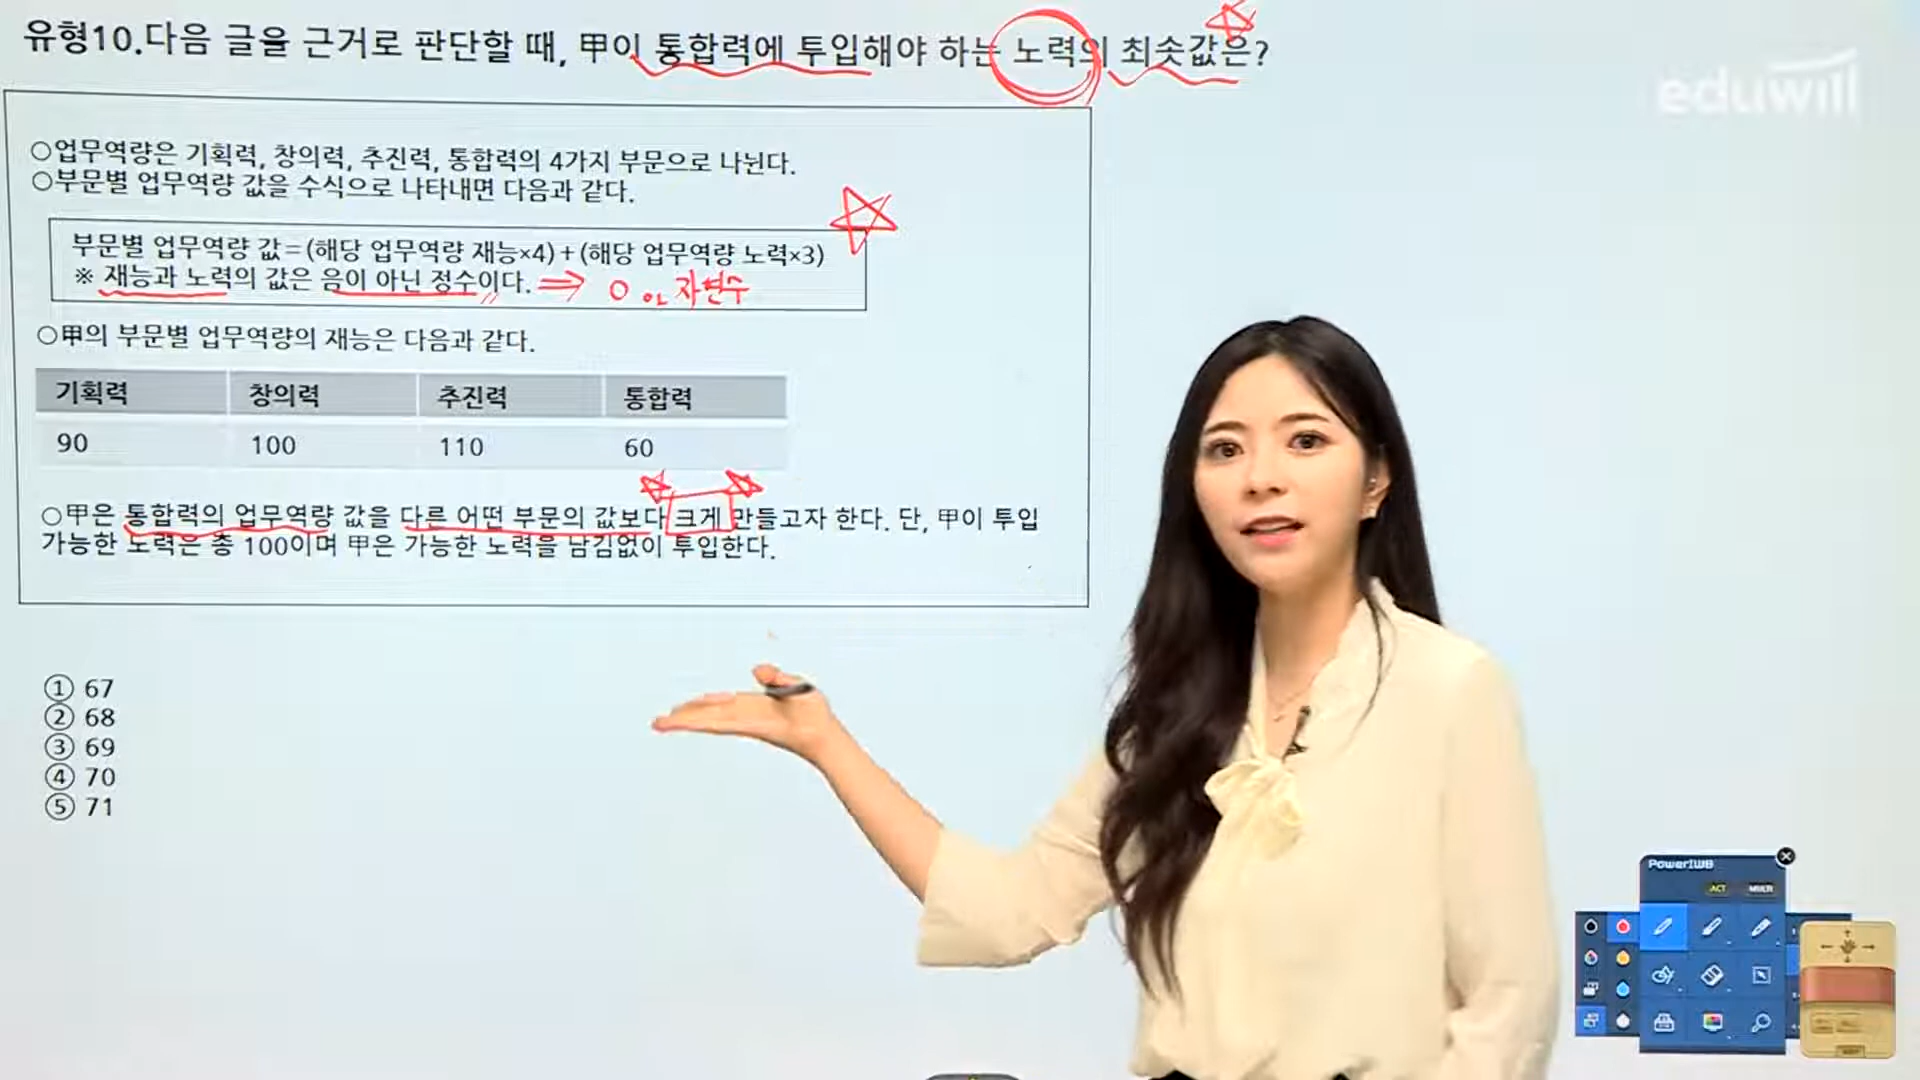 유형10.다음 글을 근거로 판단할 때, 甲이 통합력에 투입해야 하는 노력의 최솟값은?
eduwill
○업무역량은 기획력, 창의력, 추진력, 통합력의 4가지 부문으로 나뉜다.
○부문별 업무역량 값을 수식으로 나타내면 다음과 같다.
부문별 업무역량 값=(해당 업무역량 재능×4)+(해당 업무역량 노력×3)
※ 재능과 노력의 값은 음이 아닌 정수이다. ⇒ 0 or 자연수
○甲의 부문별 업무역량의 재능은 다음과 같다.
기획력 창의력 추진력 통합력
90 100 110 60
○甲은 통합력의 업무역량 값을 다른 어떤 부문의 값보다 크게 만들고자 한다. 단, 甲이 투입
가능한 노력은 총 100이며 甲은 가능한 노력을 남김없이 투입한다.
① 67
② 68
③ 69
④ 70
⑤ 71
PowerIWB
ACT MULTI